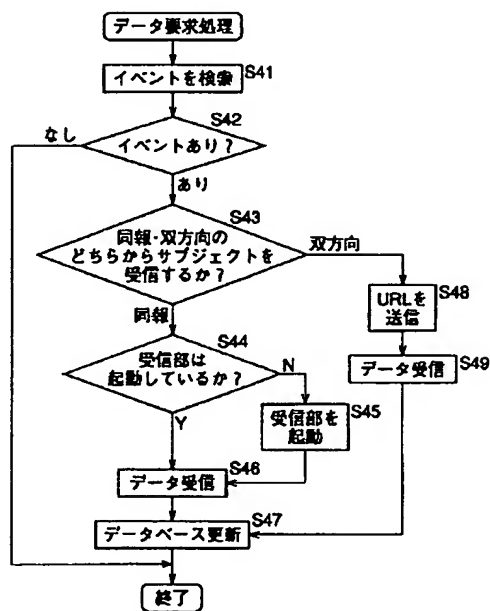 データ要求処理
イベントを検索
S41
S42
なし
イベントあり?
あり
S43
同報・双方向の
どちらからサブジェクトを
受信するか?
双方向
同報
S48
URLを
送信
S44
受信部は
起動しているか?
N
Y
S49
データ受信
S45
受信部を
起動
S46
データ受信
S47
データベース更新
終了